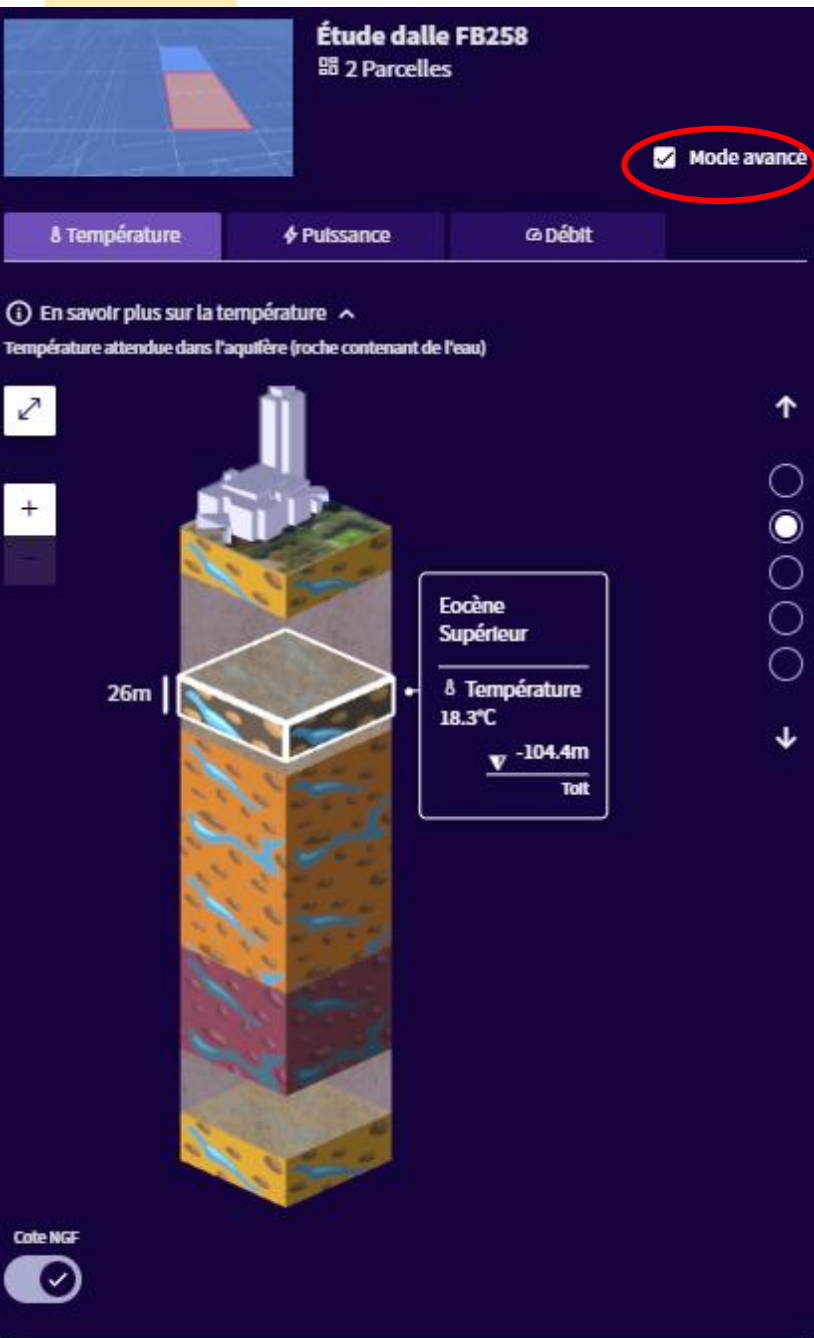 Étude dalle FB258
2 Parcelles
Mode avancé
Température
Puissance
Débit
En savoir plus sur la température
Température attendue dans l'aquifère (roche contenant de l'eau)
+
-
26m
Eocène
Supérieur
Température
18.3°C
-104.4m
Toit
Cote NGF